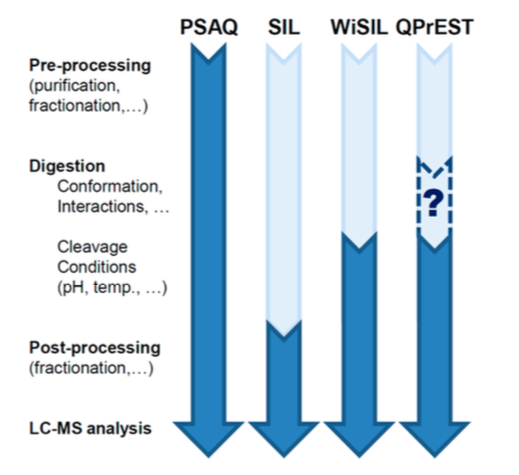 PSAQ SIL WiSIL QPrEST
Pre-processing
(purification,
fractionation,...)
Digestion
Conformation,
Interactions, ...
?
Cleavage
Conditions
(pH, temp., ...)
Post-processing
(fractionation,...)
LC-MS analysis